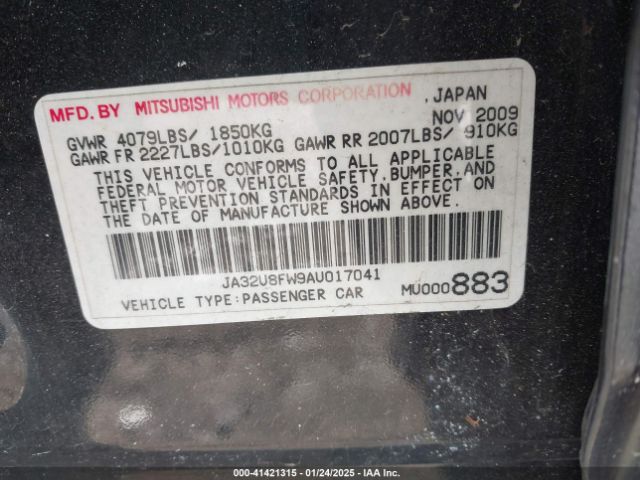 MFD. BY MITSUBISHI MOTORS CORPORATION , JAPAN
NOV 2009
GVWR 4079LBS/ 1850KG
GAWR FR 2227LBS/1010KG GAWR RR 2007LBS/ 910KG
THIS VEHICLE CONFORMS TO ALL APPLICABLE
FEDERAL MOTOR VEHICLE SAFETY, BUMPER, AND
THEFT PREVENTION STANDARDS IN EFFECT ON
THE DATE OF MANUFACTURE SHOWN ABOVE.
JA32U8FW9AU017041
VEHICLE TYPE:PASSENGER CAR MU000883
000-41421315 - 01/24/2025 - IAA Inc.